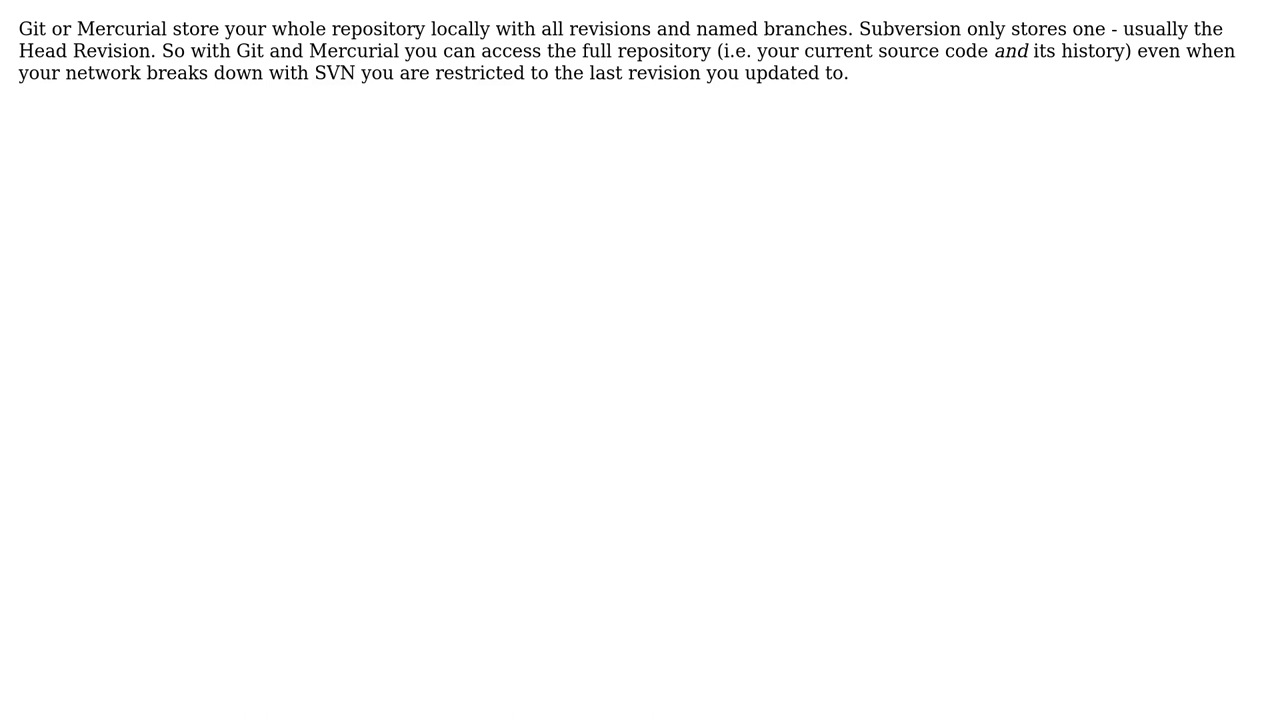 Git or Mercurial store your whole repository locally with all revisions and named branches. Subversion only stores one - usually the
Head Revision. So with Git and Mercurial you can access the full repository (i.e. your current source code and its history) even when
your network breaks down with SVN you are restricted to the last revision you updated to.